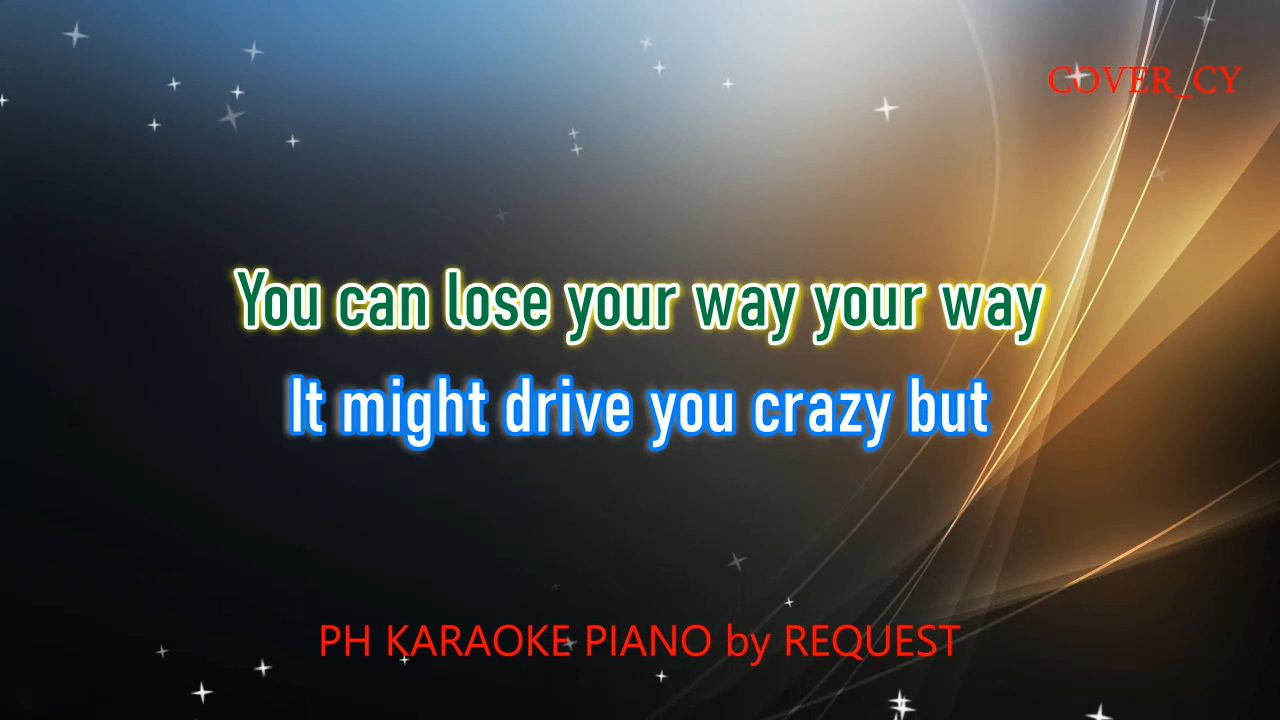 COVER_CY
You can lose your way your way
It might drive you crazy but
PH KARAOKE PIANO by REQUEST